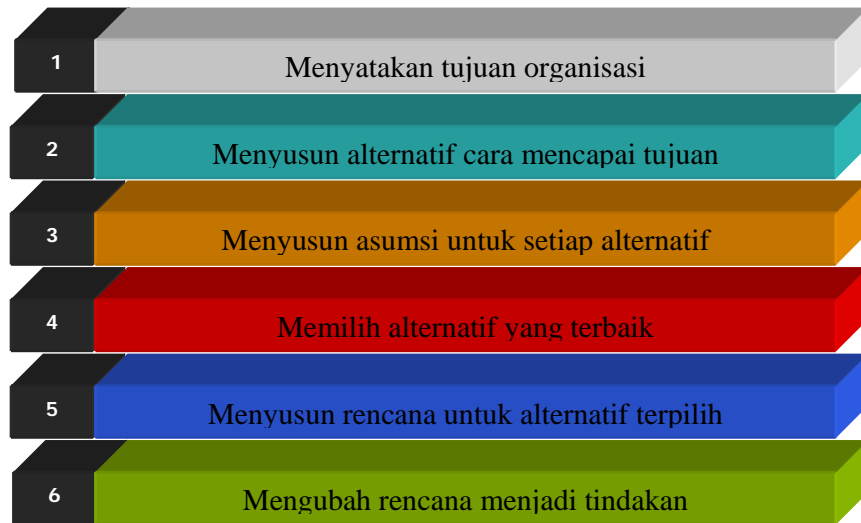 1 Menyatakan tujuan organisasi
2 Menyusun alternatif cara mencapai tujuan
3 Menyusun asumsi untuk setiap alternatif
4 Memilih alternatif yang terbaik
5 Menyusun rencana untuk alternatif terpilih
6 Mengubah rencana menjadi tindakan